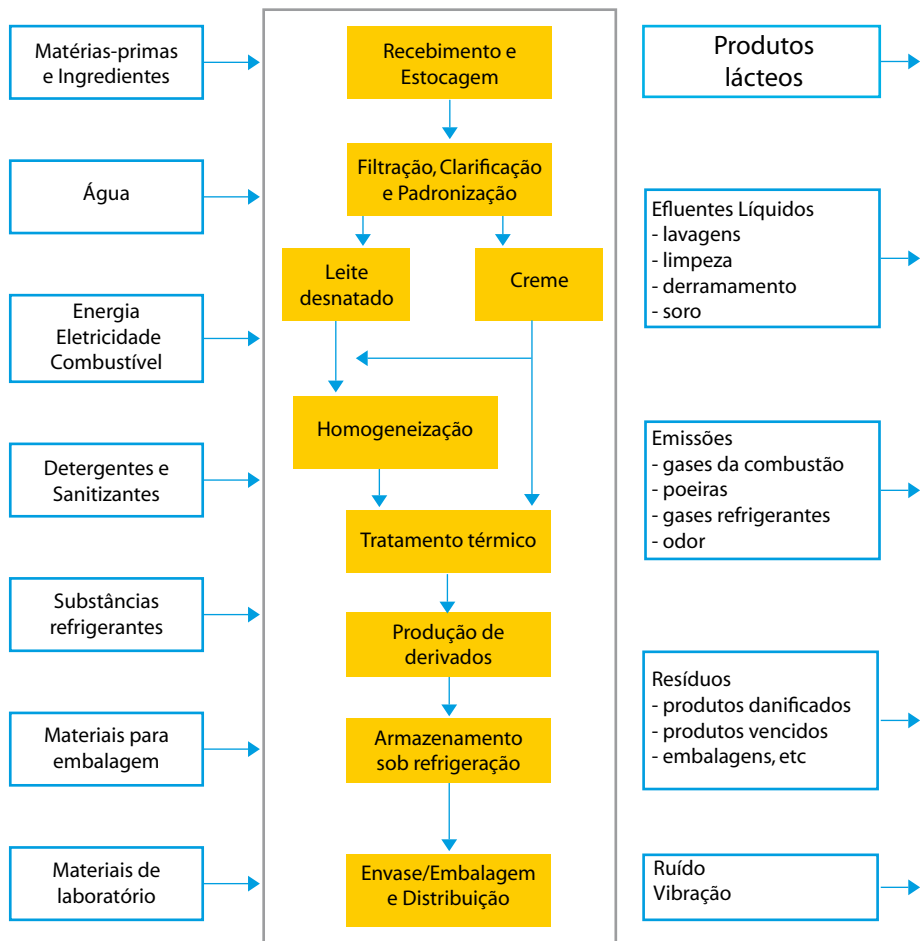 Matérias-primas
e Ingredientes
Água
Energia
Eletricidade
Combustível
Detergentes e
Sanitizantes
Substâncias
refrigerantes
Materiais para
embalagem
Materiais de
laboratório
Recebimento e
Estocagem
Filtração, Clarificação
e Padronização
Leite
desnatado
Creme
Homogeneização
Tratamento térmico
Produção de
derivados
Armazenamento
sob refrigeração
Envase/Embalagem
e Distribuição
Produtos
lácteos
Efluentes Líquidos
- lavagens
- limpeza
- derramamento
- soro
Emissões
- gases da combustão
- poeiras
- gases refrigerantes
- odor
Resíduos
- produtos danificados
- produtos vencidos
- embalagens, etc
Ruído
Vibração